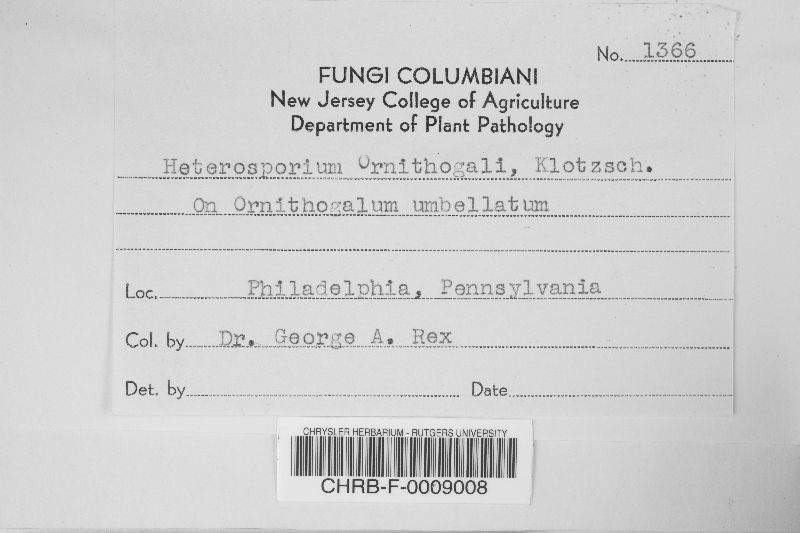 No. 1366
FUNGI COLUMBIANI
New Jersey College of Agriculture
Department of Plant Pathology
Heterosporium Ornithogali, Klotzsch.
On Ornithogalum umbellatum
Loc. Philadelphia, Pennsylvania
Col. by Dr. George A. Rex
Det. by Date
CHRYSLER HERBARIUM - RUTGERS UNIVERSITY
CHRB-F-0009008